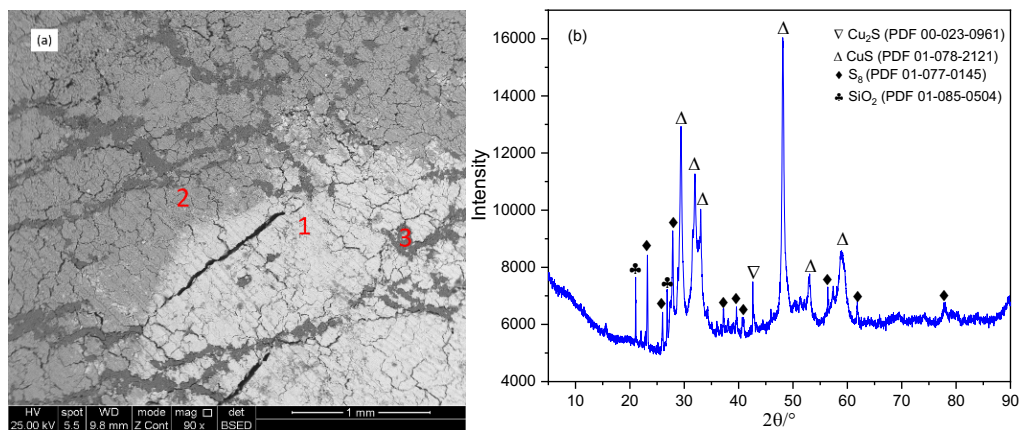 (a)
2
1
3
HV spot WD mode mag □ det
25.00 kV 5.5 9.8 mm Z Cont 90 x BSED
1 mm
(b)
▽ Cu₂S (PDF 00-023-0961)
Δ CuS (PDF 01-078-2121)
♦ S₈ (PDF 01-077-0145)
♣ SiO₂ (PDF 01-085-0504)
Intensity
16000
14000
12000
10000
8000
6000
4000
10 20 30 40 50 60 70 80 90
2θ/°